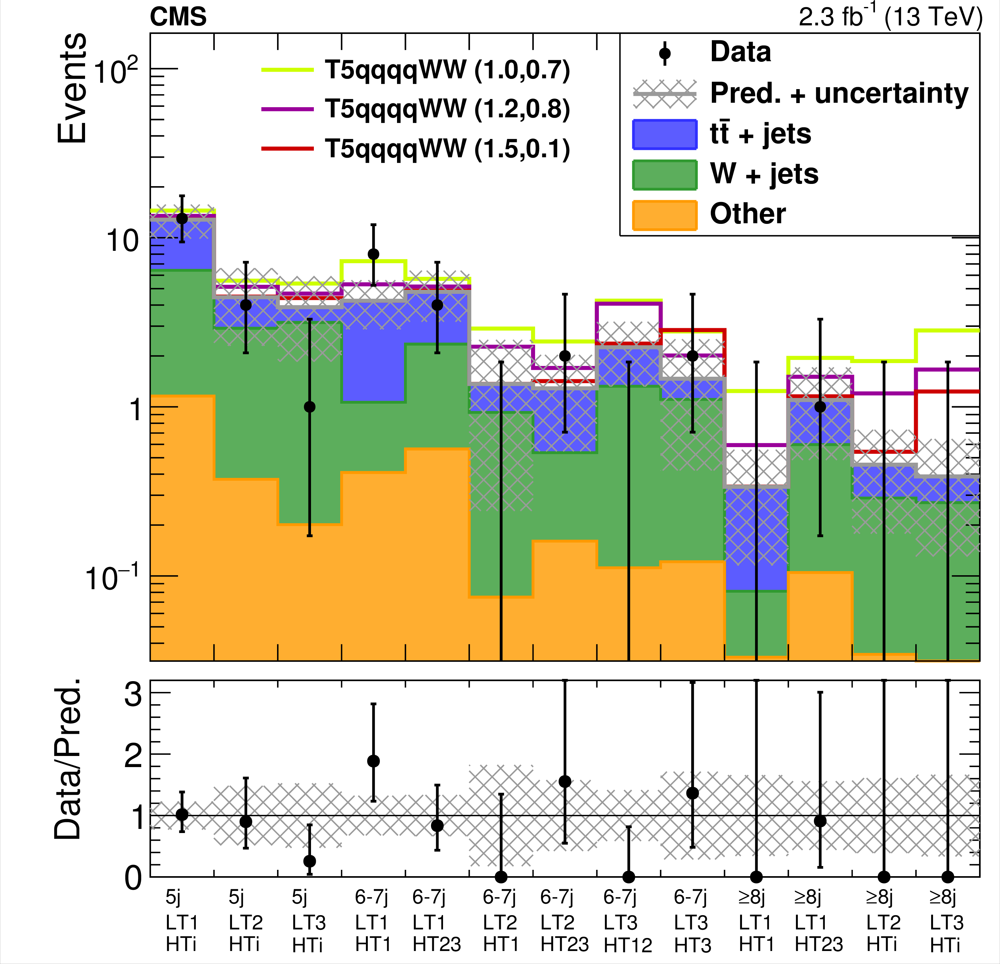 CMS 2.3 fb⁻¹ (13 TeV)
Events
10²
10
1
10⁻¹
T5qqqqWW (1.0,0.7)
T5qqqqWW (1.2,0.8)
T5qqqqWW (1.5,0.1)
Data
Pred. + uncertainty
tt̄ + jets
W + jets
Other
Data/Pred.
3
2
1
0
5j 5j 5j 6-7j 6-7j 6-7j 6-7j 6-7j 6-7j ≥8j ≥8j ≥8j ≥8j
LT1 LT2 LT3 LT1 LT1 LT2 LT2 LT3 LT3 LT1 LT1 LT2 LT3
HTi HTi HTi HT1 HT23 HT1 HT23 HT12 HT3 HT1 HT23 HTi HTi